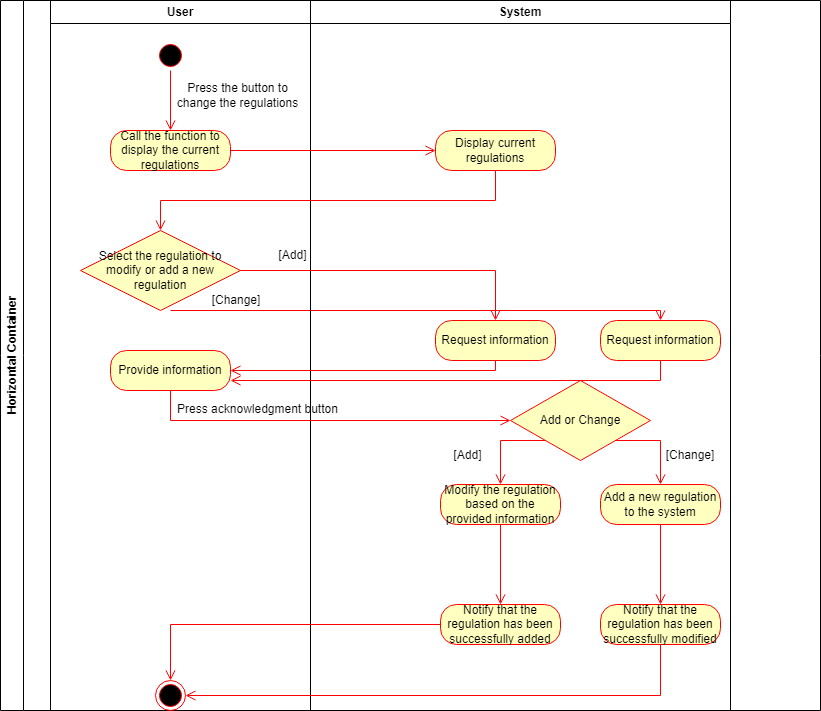 User
System
Horizontal Container
Press the button to
change the regulations
Call the function to
display the current
regulations
Display current
regulations
Select the regulation to
modify or add a new
regulation
[Add]
[Change]
Request information
Request information
Provide information
Press acknowledgment button
Add or Change
[Add]
[Change]
Modify the regulation
based on the
provided information
Add a new regulation
to the system
Notify that the
regulation has been
successfully added
Notify that the
regulation has been
successfully modified